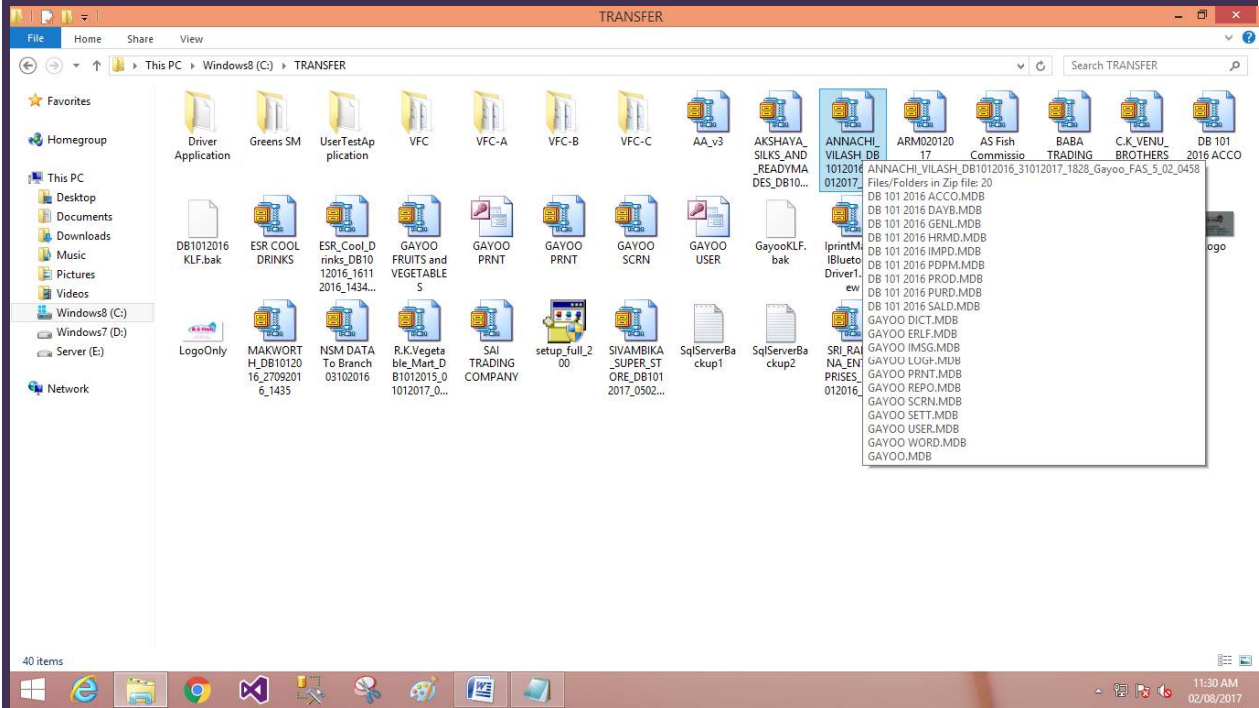 TRANSFER
File Home Share View
This PC Windows8 (C:) TRANSFER
Search TRANSFER
Favorites
Homegroup
This PC
Desktop
Documents
Downloads
Music
Pictures
Videos
Windows8 (C:)
Windows7 (D:)
Server (E:)
Network
Driver
Application
Greens SM
UserTestAp
plication
VFC
VFC-A
VFC-B
VFC-C
AA_v3
AKSHAYA_
SILKS_AND
_READYMA
DES_DB10...
ANNACHI_
VILASH_DB
1012016
012017_
ARM020120
17
AS Fish
Commissio
BABA
TRADING
C.K_VENU_
BROTHERS
DB 101
2016 ACCO
ANNACHI_VILASH_DB1012016_31012017_1828_Gayoo_FAS_5_02_0458
Files/Folders in Zip file: 20
DB 101 2016 ACCO.MDB
DB 101 2016 DAYB.MDB
DB 101 2016 GENL.MDB
DB 101 2016 HRMD.MDB
DB 101 2016 IMPD.MDB
DB 101 2016 PDPM.MDB
DB 101 2016 PROD.MDB
DB 101 2016 PURD.MDB
DB 101 2016 SALD.MDB
GAYOO DICT.MDB
GAYOO ERLF.MDB
GAYOO IMSG.MDB
GAYOO LOGF.MDB
GAYOO PRNT.MDB
GAYOO REPO.MDB
GAYOO SCRN.MDB
GAYOO SETT.MDB
GAYOO USER.MDB
GAYOO WORD.MDB
GAYOO.MDB
DB1012016
KLF.bak
ESR COOL
DRINKS
ESR_Cool_D
rinks_DB10
12016_1611
2016_1434...
GAYOO
FRUITS and
VEGETABLE
S
GAYOO
PRNT
GAYOO
PRNT
GAYOO
SCRN
GAYOO
USER
GayooKLF.
bak
IprintMa
lBlueto
Driver1.
ew
ogo
LogoOnly
MAKWORT
H_DB10120
16_2709201
6_1435
NSM DATA
To Branch
03102016
R.K.Vegeta
ble_Mart_D
B1012015_0
1012017_0...
SAI
TRADING
COMPANY
setup_full_2
00
SIVAMBIKA
_SUPER_ST
ORE_DB101
2017_0502...
SqlServerBa
ckup1
SqlServerBa
ckup2
SRI_RA
NA_ENT
PRISES_
012016_
40 items
11:30 AM
02/08/2017